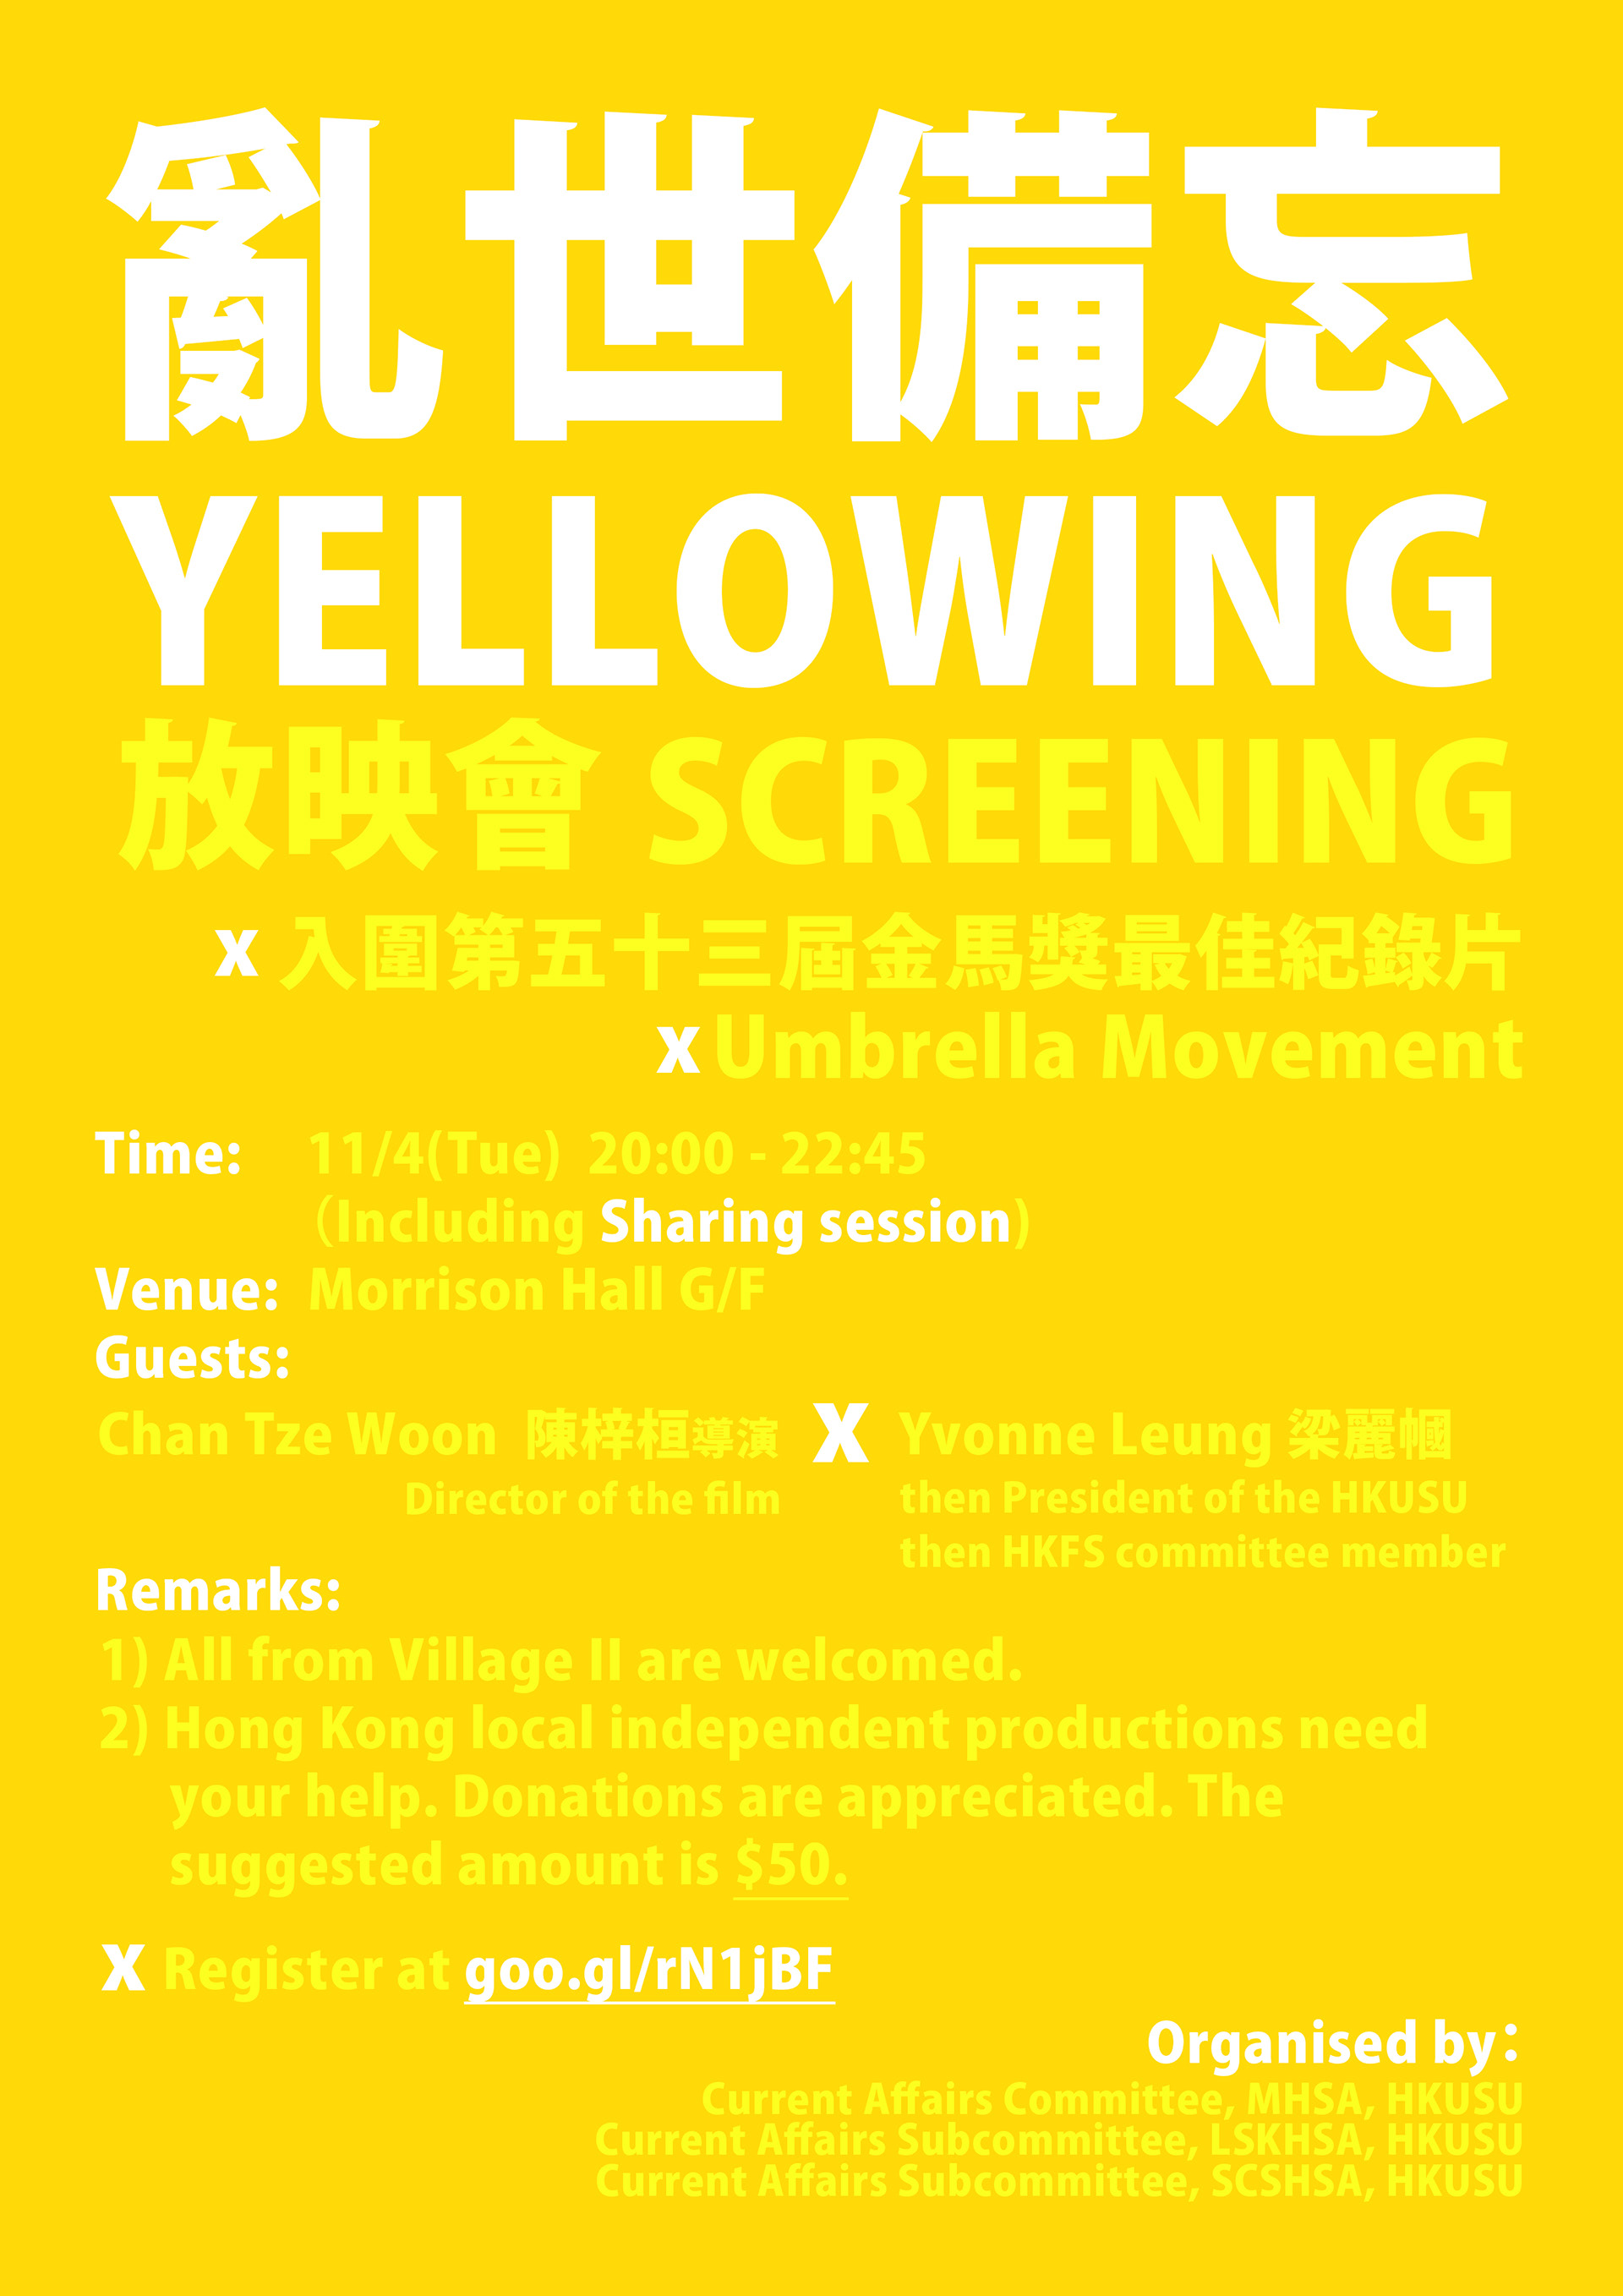 亂世備忘
YELLOWING
放映會 SCREENING
x 入圍第五十三屆金馬獎最佳紀錄片
x Umbrella Movement
Time: 11/4(Tue) 20:00 - 22:45
(Including Sharing session)
Venue: Morrison Hall G/F
Guests:
Chan Tze Woon 陳梓桓導演 X Yvonne Leung 梁麗幗
Director of the film
then President of the HKUSU
then HKFS committee member
Remarks:
1) All from Village II are welcomed.
2) Hong Kong local independent productions need
your help. Donations are appreciated. The
suggested amount is $50.
X Register at goo.gl/rN1jBF
Organised by:
Current Affairs Committee, MHSA, HKUSU
Current Affairs Subcommittee, LSKHSA, HKUSU
Current Affairs Subcommittee, SCSHSA, HKUSU